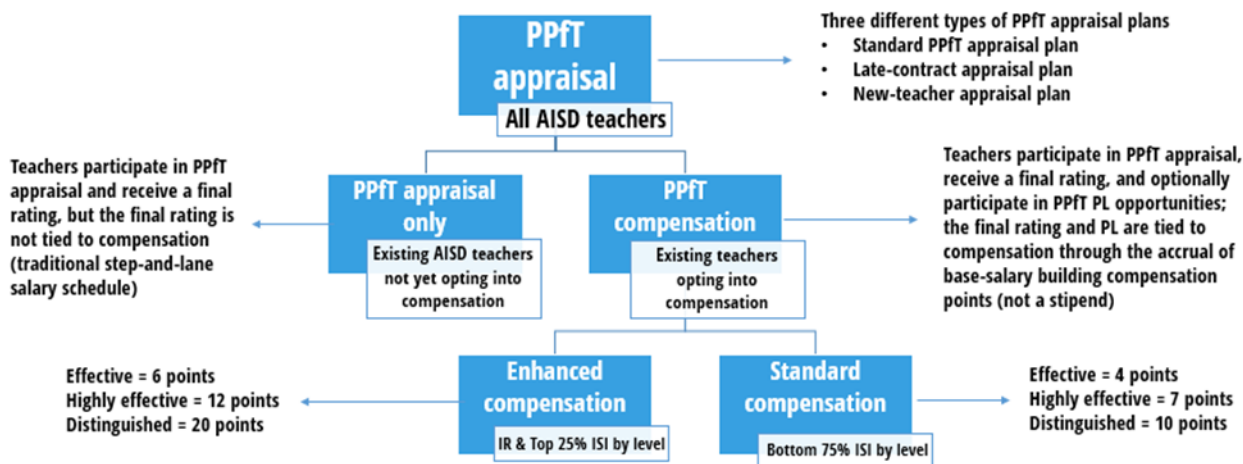 PPfT
appraisal
All AISD teachers
Three different types of PPfT appraisal plans
• Standard PPfT appraisal plan
• Late-contract appraisal plan
• New-teacher appraisal plan
Teachers participate in PPfT
appraisal and receive a final
rating, but the final rating is
not tied to compensation
(traditional step-and-lane
salary schedule)
PPfT appraisal
only
Existing AISD teachers
not yet opting into
compensation
PPfT
compensation
Existing teachers
opting into
compensation
Teachers participate in PPfT appraisal,
receive a final rating, and optionally
participate in PPfT PL opportunities;
the final rating and PL are tied to
compensation through the accrual of
base-salary building compensation
points (not a stipend)
Effective = 6 points
Highly effective = 12 points
Distinguished = 20 points
Enhanced
compensation
IR & Top 25% ISI by level
Standard
compensation
Bottom 75% ISI by level
Effective = 4 points
Highly effective = 7 points
Distinguished = 10 points